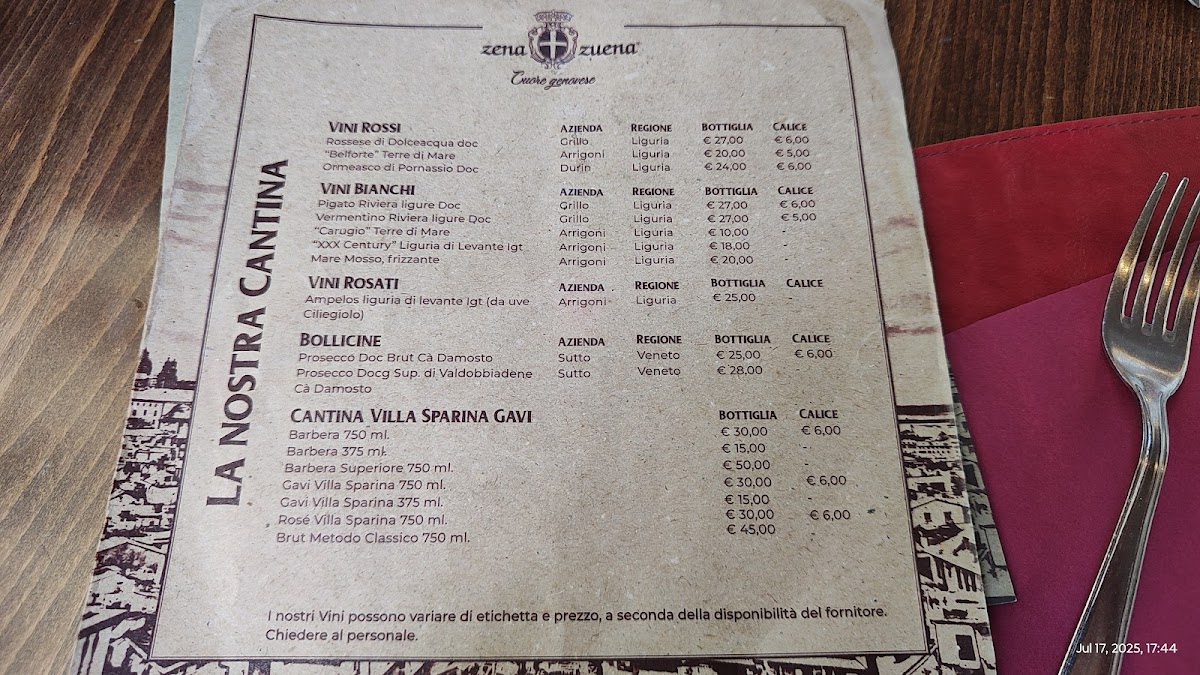 zena zuena
Cuore genovese
LA NOSTRA CANTINA
VINI ROSSI AZIENDA REGIONE BOTTIGLIA CALICE
Rossese di Dolceacqua doc Grillo Liguria € 27,00 € 6,00
"Belforte" Terre di Mare Arrigoni Liguria € 20,00 € 5,00
Ormeasco di Pornassio Doc Durin Liguria € 24,00 € 6,00
VINI BIANCHI AZIENDA REGIONE BOTTIGLIA CALICE
Pigato Riviera ligure Doc Grillo Liguria € 27,00 € 6,00
Vermentino Riviera ligure Doc Grillo Liguria € 27,00 € 5,00
"Carugio" Terre di Mare Arrigoni Liguria € 10,00 -
"XXX Century" Liguria di Levante Igt Arrigoni Liguria € 18,00 -
Mare Mosso, frizzante Arrigoni Liguria € 20,00 -
VINI ROSATI AZIENDA REGIONE BOTTIGLIA CALICE
Ampelos liguria di levante Igt (da uve Arrigoni Liguria € 25,00 -
Ciliegiolo)
BOLLICINE AZIENDA REGIONE BOTTIGLIA CALICE
Prosecco Doc Brut Cà Damosto Sutto Veneto € 25,00 € 6,00
Prosecco Docg Sup. di Valdobbiadene Sutto Veneto € 28,00
Cà Damosto
CANTINA VILLA SPARINA GAVI BOTTIGLIA CALICE
Barbera 750 ml. € 30,00 € 6,00
Barbera 375 ml. € 15,00 -
Barbera Superiore 750 ml. € 50,00 -
Gavi Villa Sparina 750 ml. € 30,00 € 6,00
Gavi Villa Sparina 375 ml. € 15,00 -
Rosé Villa Sparina 750 ml. € 30,00 € 6,00
Brut Metodo Classico 750 ml. € 45,00
I nostri Vini possono variare di etichetta e prezzo, a seconda della disponibilità del fornitore.
Chiedere al personale.
Jul 17, 2025, 17:44